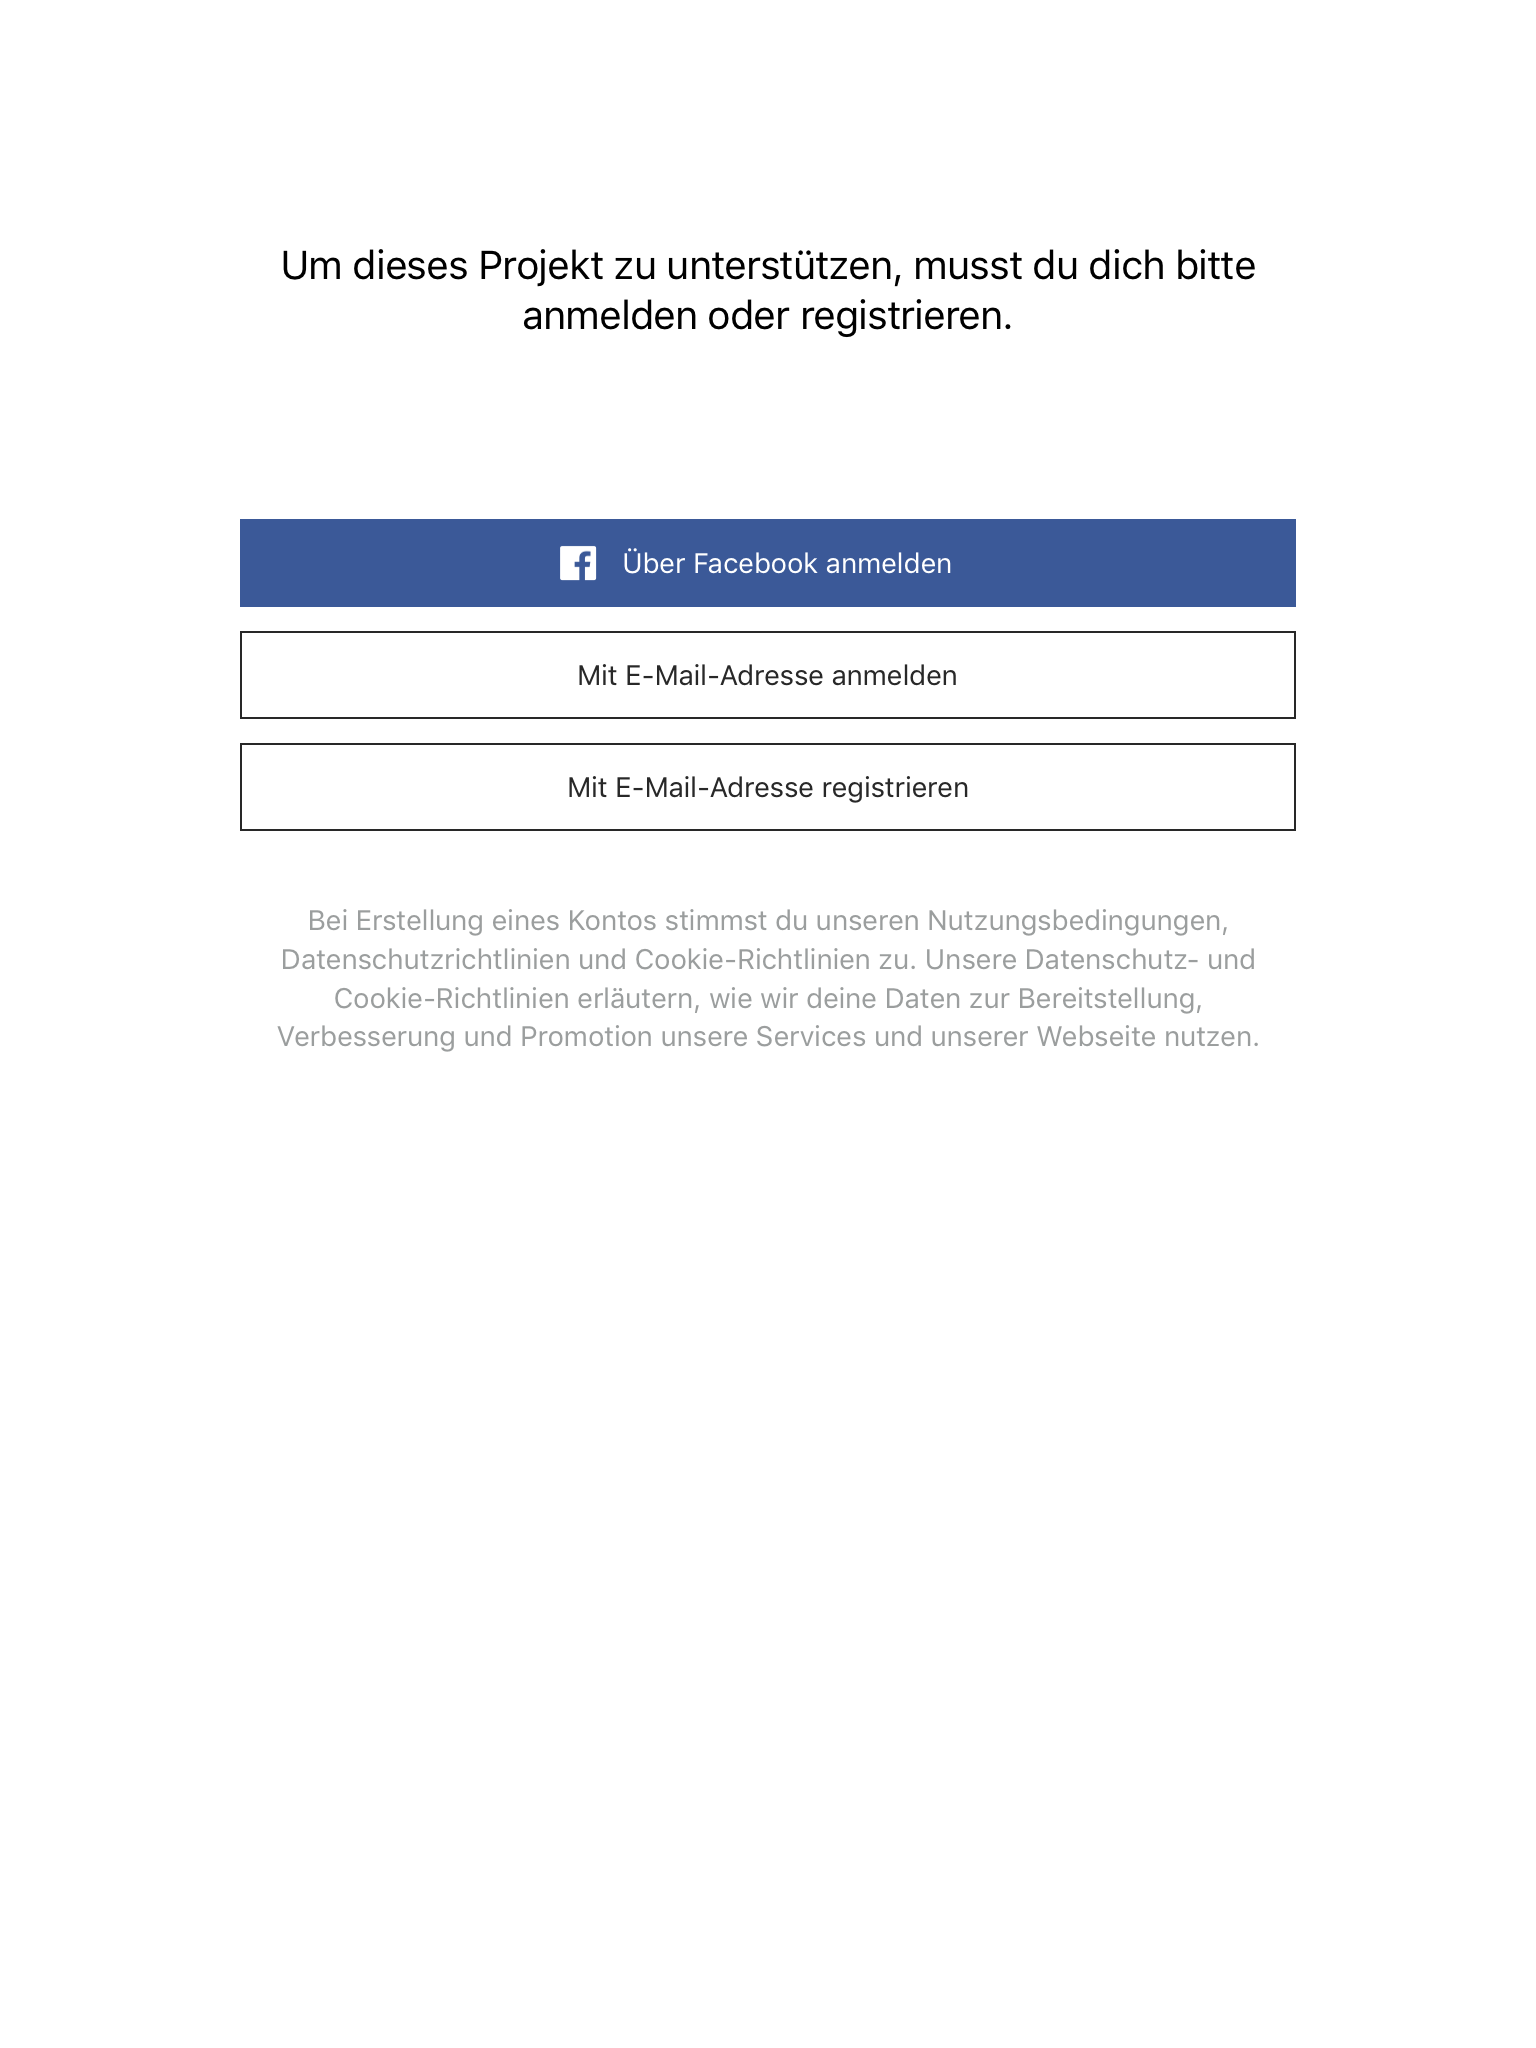 Um dieses Projekt zu unterstützen, musst du dich bitte
anmelden oder registrieren.
Über Facebook anmelden
Mit E-Mail-Adresse anmelden
Mit E-Mail-Adresse registrieren
Bei Erstellung eines Kontos stimmst du unseren Nutzungsbedingungen,
Datenschutzrichtlinien und Cookie-Richtlinien zu. Unsere Datenschutz- und
Cookie-Richtlinien erläutern, wie wir deine Daten zur Bereitstellung,
Verbesserung und Promotion unsere Services und unserer Webseite nutzen.